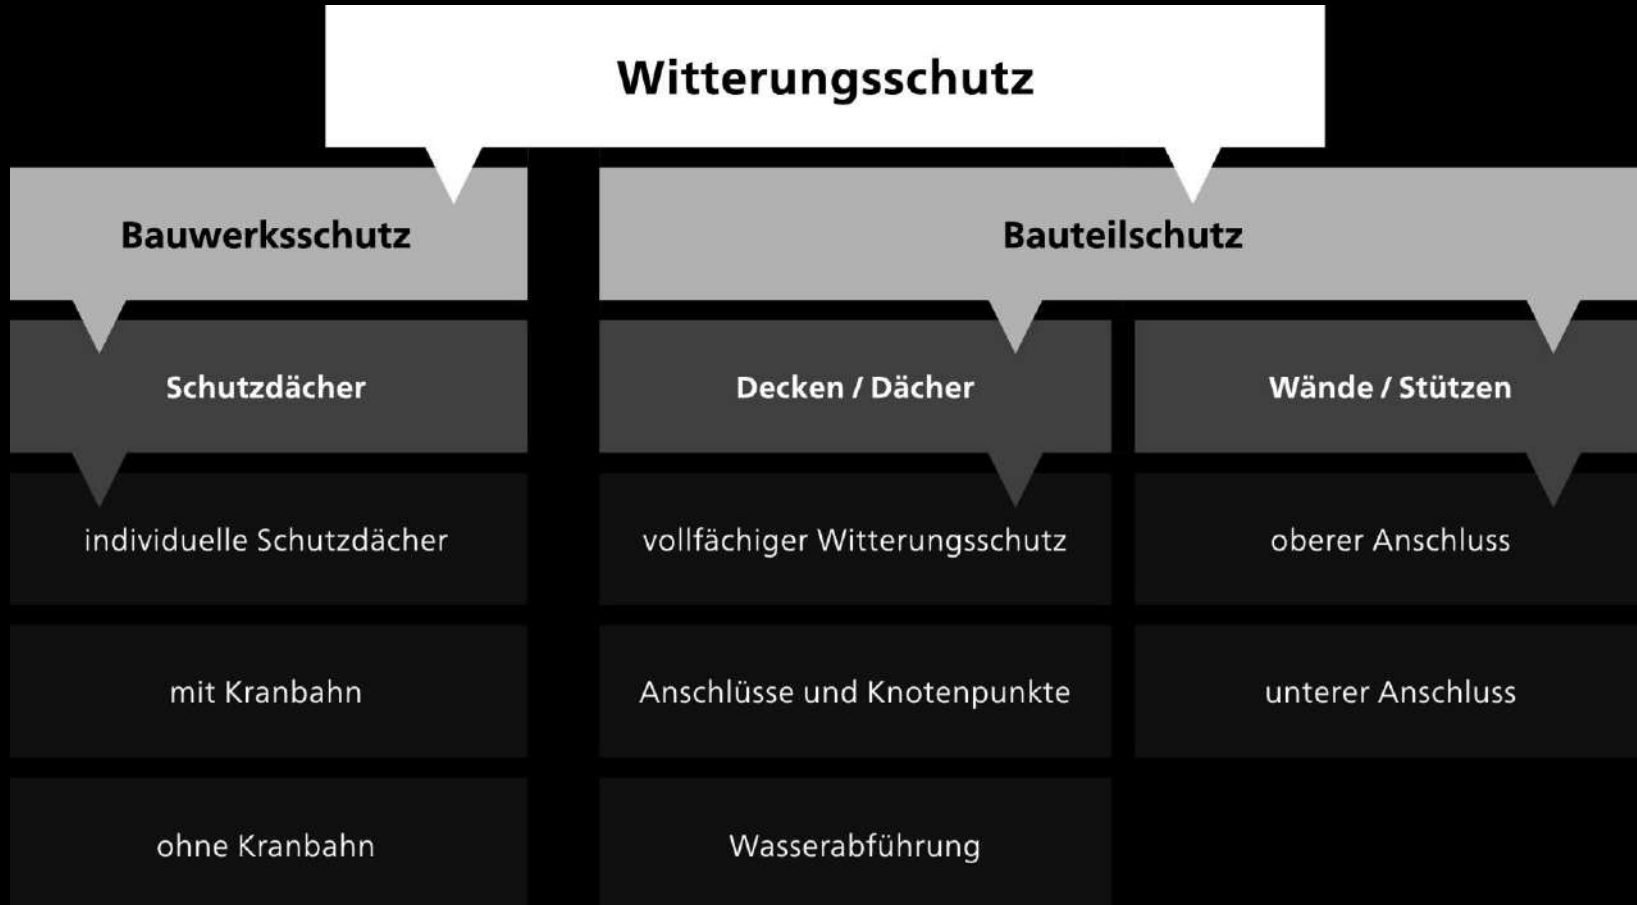 Witterungsschutz
Bauwerksschutz
Bauteilschutz
Schutzdächer
Decken / Dächer
Wände / Stützen
individuelle Schutzdächer
vollfächiger Witterungsschutz
oberer Anschluss
mit Kranbahn
Anschlüsse und Knotenpunkte
unterer Anschluss
ohne Kranbahn
Wasserabführung